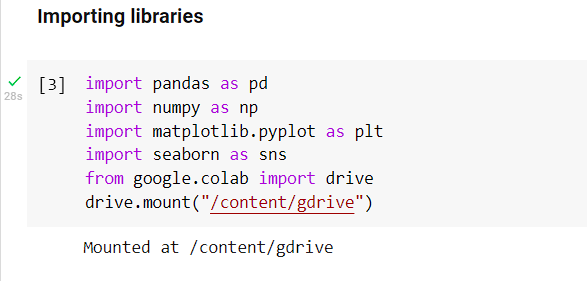 Importing libraries
[3] import pandas as pd
28s
import numpy as np
import matplotlib.pyplot as plt
import seaborn as sns
from google.colab import drive
drive.mount("/content/gdrive")
Mounted at /content/gdrive